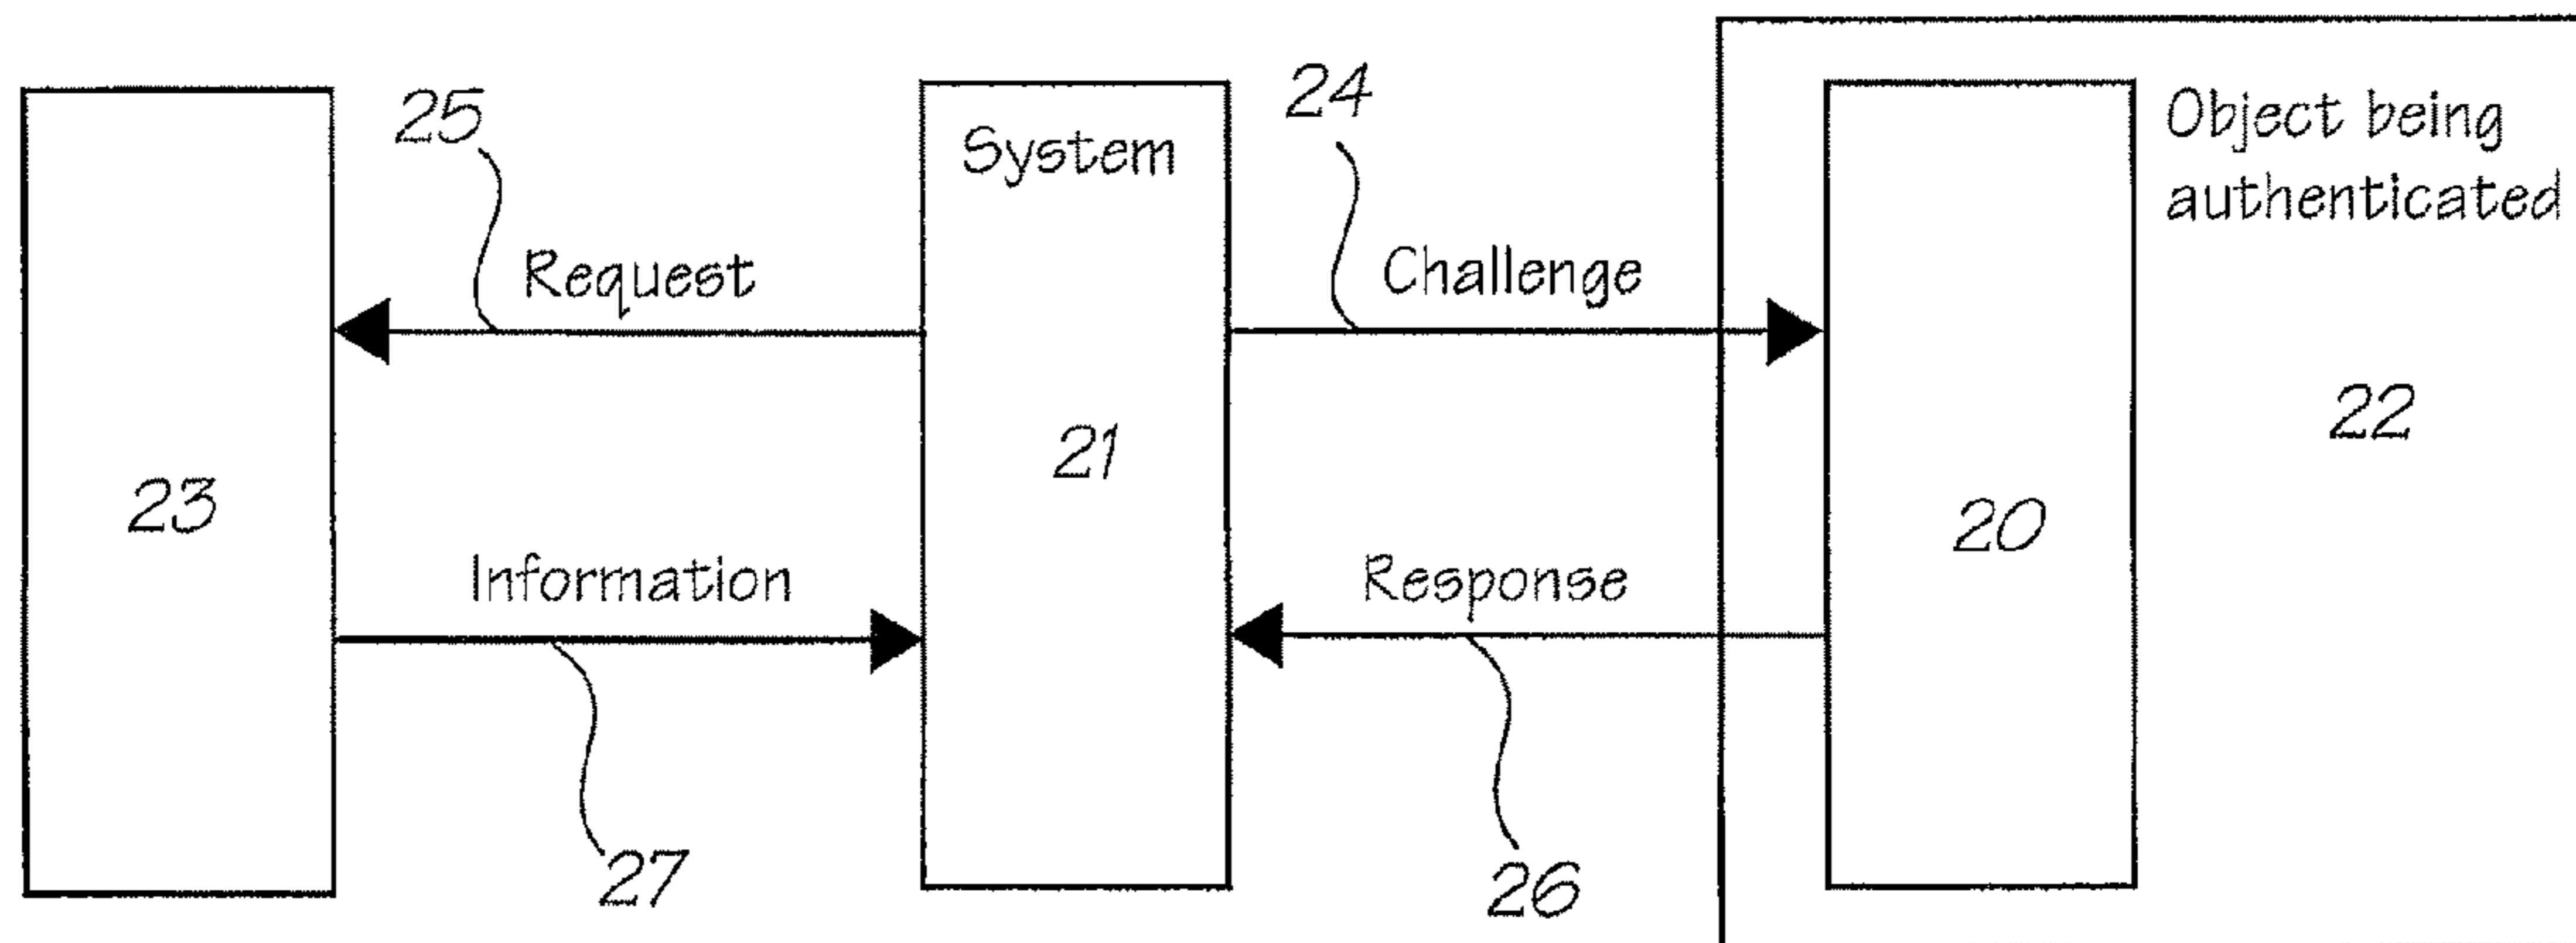 25
24
System
Object being
authenticated
Request
Challenge
22
21
23
20
Information
Response
27
26